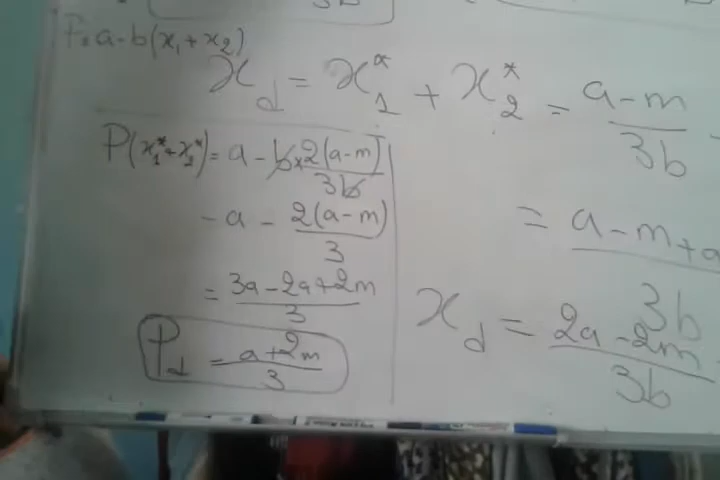 P = a - b(x₁ + x₂)
x_d = x₁* + x₂* = (a-m)/3b
P(x₁* + x₂*) = a - b × 2(a-m)/3b
- a - 2(a-m)/3
= (3a - 2a + 2m)/3
P_d = (a + 2m)/3
= (a - m + a)/3b
x_d = (2a - 2m)/3b